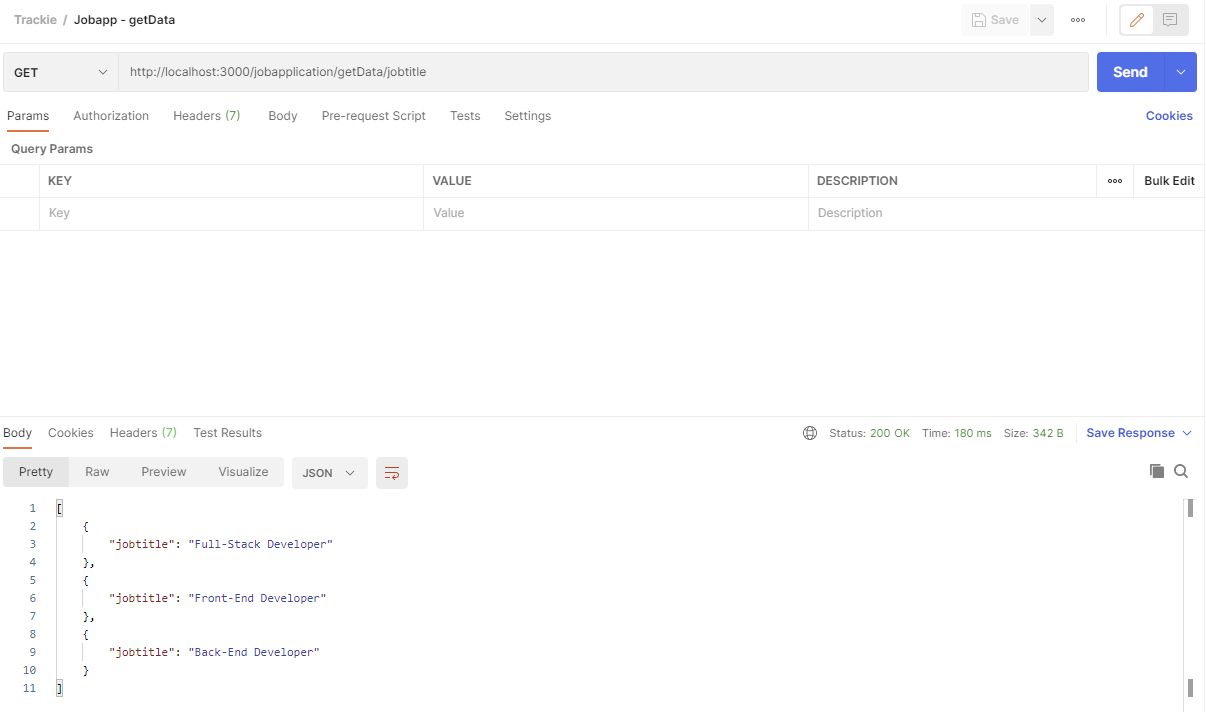 Trackie / Jobapp - getData Save
GET http://localhost:3000/jobapplication/getData/jobtitle Send
Params Authorization Headers (7) Body Pre-request Script Tests Settings Cookies
Query Params
KEY VALUE DESCRIPTION Bulk Edit
Key Value Description
Body Cookies Headers (7) Test Results Status: 200 OK Time: 180 ms Size: 342 B Save Response
Pretty Raw Preview Visualize JSON
1 [
2 {
3 "jobtitle": "Full-Stack Developer"
4 },
5 {
6 "jobtitle": "Front-End Developer"
7 },
8 {
9 "jobtitle": "Back-End Developer"
10 }
11 ]